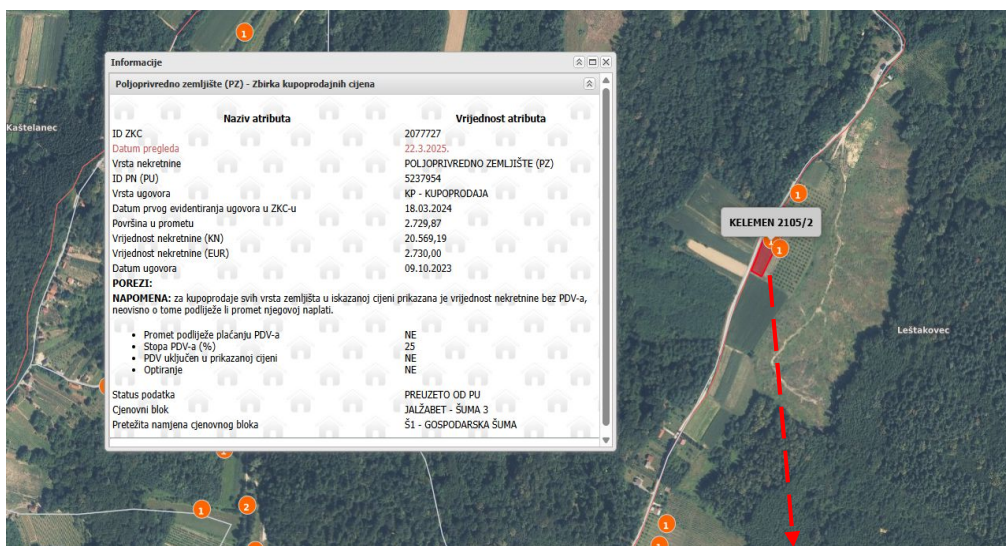 1
Informacije
Poljoprivredno zemljište (PZ) - Zbirka kupoprodajnih cijena
Naziv atributa Vrijednost atributa
ID ZKC 2077727
Datum pregleda 22.3.2025.
Vrsta nekretnine POLJOPRIVREDNO ZEMLJIŠTE (PZ)
ID PN (PU) 5237954
Vrsta ugovora KP - KUPOPRODAJA
Datum prvog evidentiranja ugovora u ZKC-u 18.03.2024
Površina u prometu 2.729,87
Vrijednost nekretnine (KN) 20.569,19
Vrijednost nekretnine (EUR) 2.730,00
Datum ugovora 09.10.2023
POREZI:
NAPOMENA: za kupoprodaje svih vrsta zemljišta u iskazanoj cijeni prikazana je vrijednost nekretnine bez PDV-a,
neovisno o tome podliježe li promet njegovoj naplati.
• Promet podliježe plaćanju PDV-a NE
• Stopa PDV-a (%) 25
• PDV uključen u prikazanoj cijeni NE
• Optiranje NE
Status podatka PREUZETO OD PU
Cjenovni blok JALŽABET - ŠUMA 3
Pretežita namjena cjenovnog bloka Š1 - GOSPODARSKA ŠUMA
Kaštelanec
1
KELEMEN 2105/2
1
1
Leštakovec
1
1
2
1
1
1